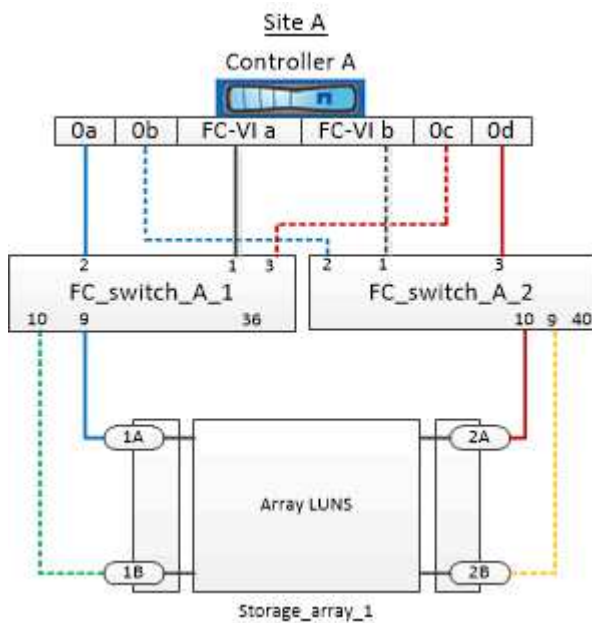 Site A
Controller A
n
0a 0b FC-VI a FC-VI b 0c 0d
2 1 3 2 1 3
FC_switch_A_1 FC_switch_A_2
10 9 36 10 9 40
1A 2A
Array LUNS
1B 2B
Storage_array_1